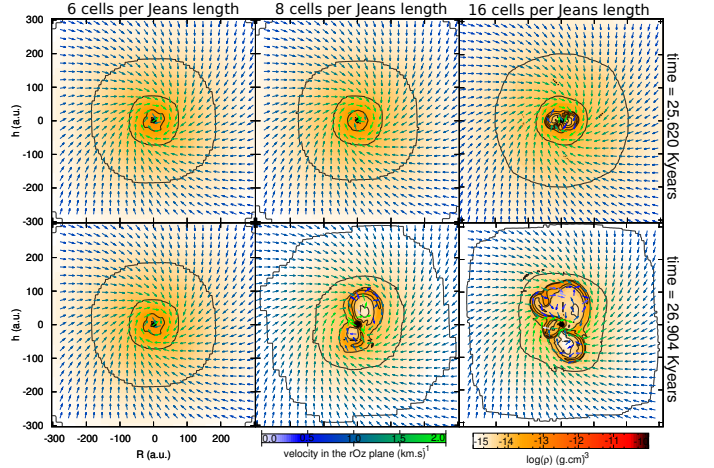 6 cells per Jeans length 8 cells per Jeans length 16 cells per Jeans length
300
200
100
h (a.u.) 0
-100
-200
-300
time = 25.620 Kyears
300
200
100
h (a.u.) 0
-100
-200
-300
time = 26.904 Kyears
-300 -200 -100 0 100 200
R (a.u.)
0.0 0.5 1.0 1.5 2.0
velocity in the rOz plane (km.s)⁻¹
-15 -14 -13 -12 -11
log(ρ) (g.cm)³